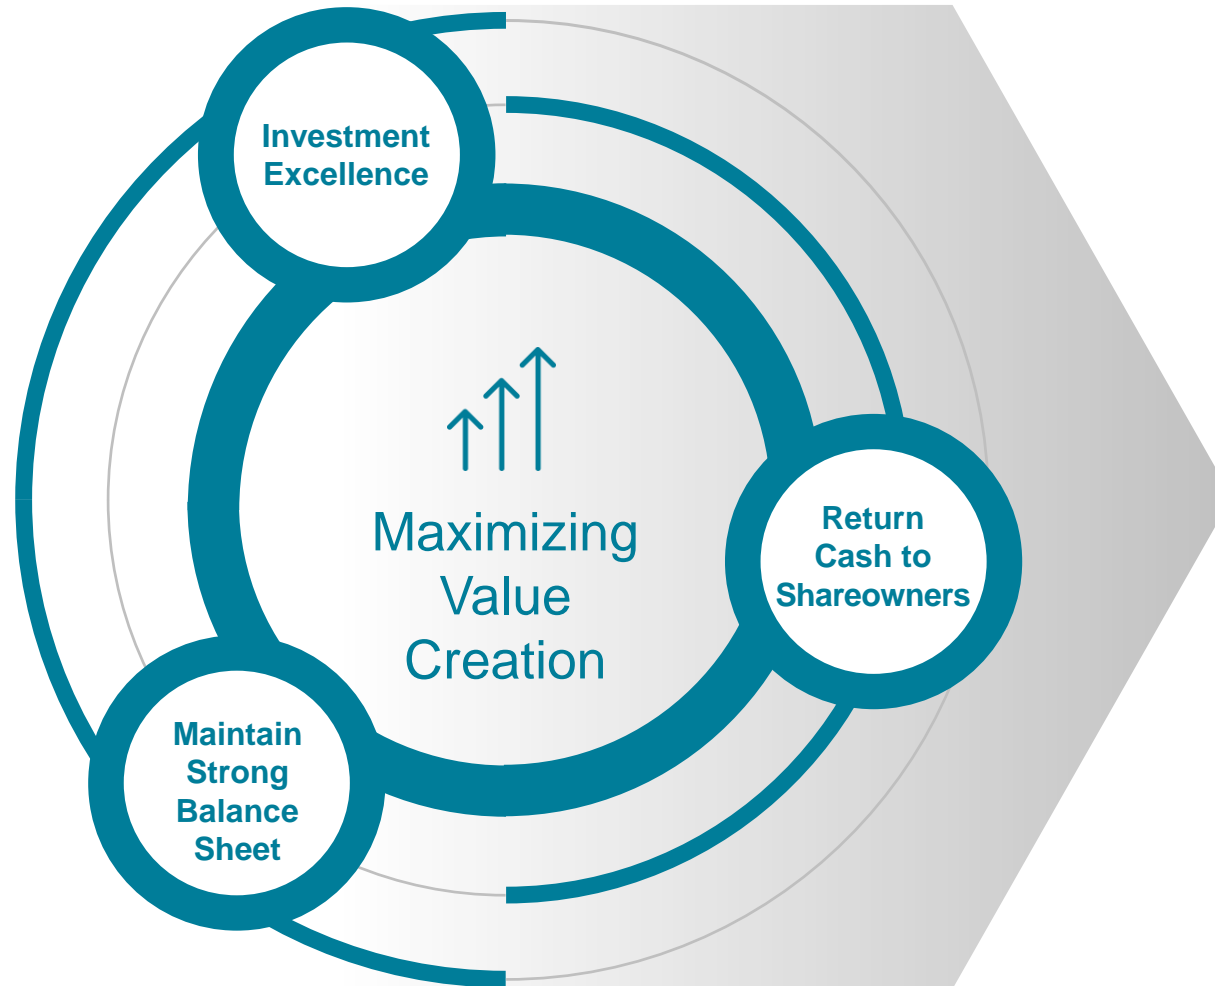 Investment
Excellence
Maximizing
Value
Creation
Return
Cash to
Shareowners
Maintain
Strong
Balance
Sheet